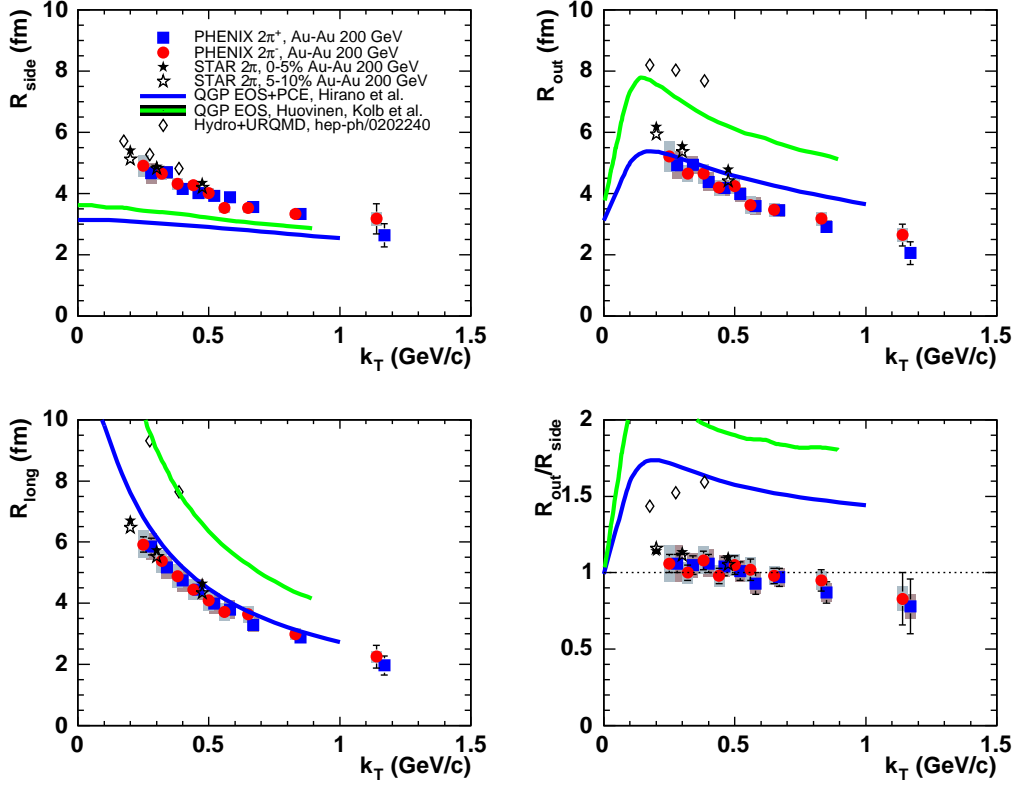 R_side (fm)
10
8
6
4
2
0
0 0.5 1 1.5
k_T (GeV/c)
PHENIX 2π⁺, Au-Au 200 GeV
PHENIX 2π⁻, Au-Au 200 GeV
STAR 2π, 0-5% Au-Au 200 GeV
STAR 2π, 5-10% Au-Au 200 GeV
QGP EOS+PCE, Hirano et al.
QGP EOS, Huovinen, Kolb et al.
Hydro+URQMD, hep-ph/0202240
R_out (fm)
10
8
6
4
2
0
0 0.5 1 1.5
k_T (GeV/c)
R_long (fm)
10
8
6
4
2
0
0 0.5 1 1.5
k_T (GeV/c)
R_out/R_side
2
1.5
1
0.5
0 0.5 1 1.5
k_T (GeV/c)